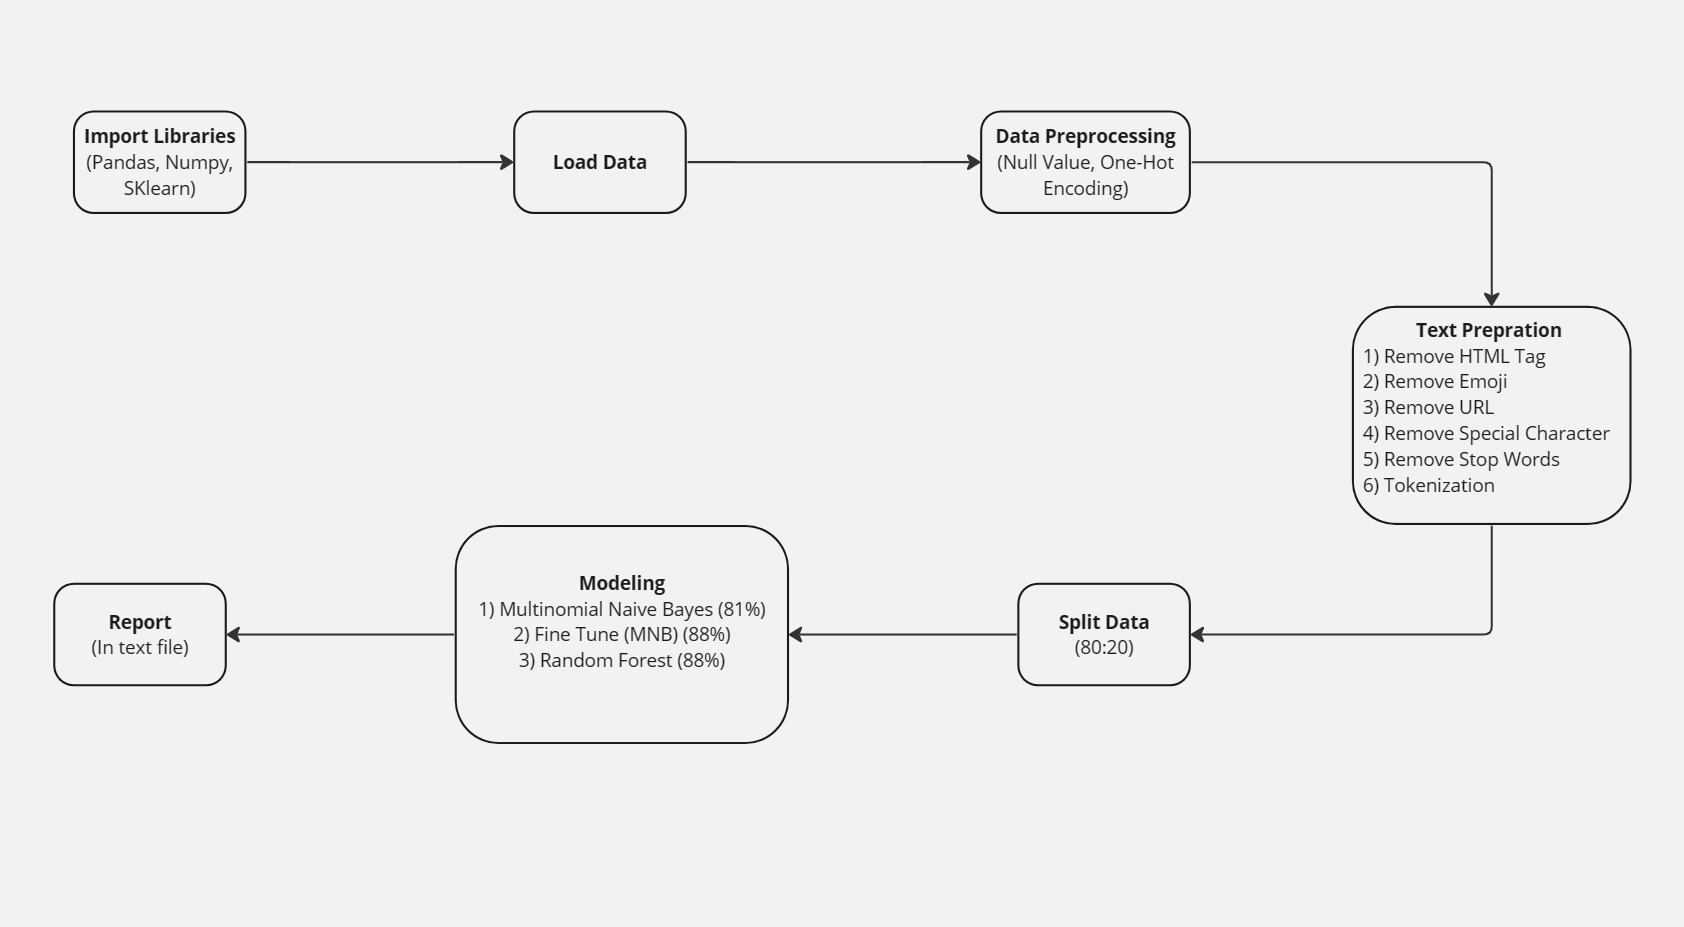 Import Libraries
(Pandas, Numpy,
SKlearn)
Load Data
Data Preprocessing
(Null Value, One-Hot
Encoding)
Text Prepration
1) Remove HTML Tag
2) Remove Emoji
3) Remove URL
4) Remove Special Character
5) Remove Stop Words
6) Tokenization
Split Data
(80:20)
Modeling
1) Multinomial Naive Bayes (81%)
2) Fine Tune (MNB) (88%)
3) Random Forest (88%)
Report
(In text file)